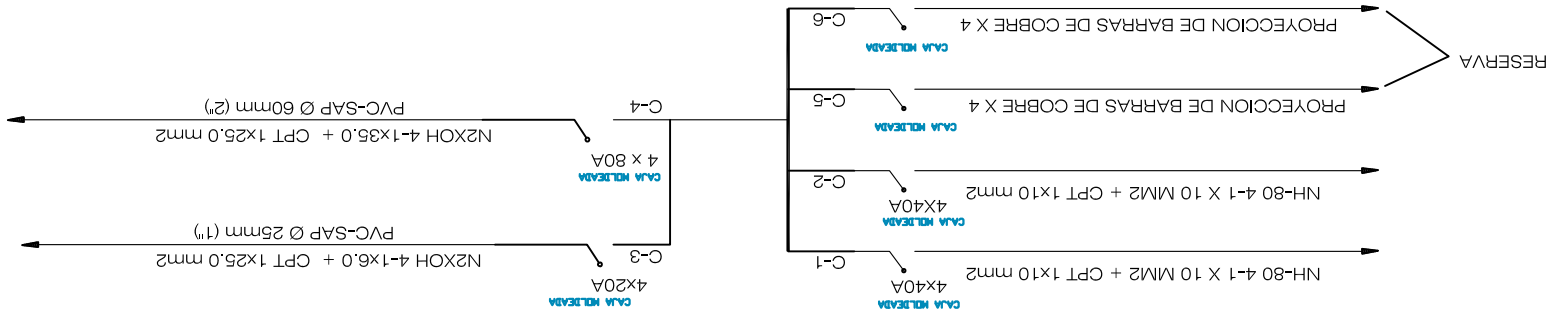 CAJA MOLDEADA
4x40A
NH-80 4-1 X 10 MM2 + CPT 1x10 mm2
C-1
CAJA MOLDEADA
4X40A
NH-80 4-1 X 10 MM2 + CPT 1x10 mm2
C-2
CAJA MOLDEADA
PROYECCION DE BARRAS DE COBRE X 4
C-5
CAJA MOLDEADA
PROYECCION DE BARRAS DE COBRE X 4
C-6
RESERVA
CAJA MOLDEADA
4x20A
C-3
N2XOH 4-1x6.0 + CPT 1x25.0 mm2
PVC-SAP Ø 25mm (1")
CAJA MOLDEADA
4 x 80A
C-4
N2XOH 4-1x35.0 + CPT 1x25.0 mm2
PVC-SAP Ø 60mm (2")